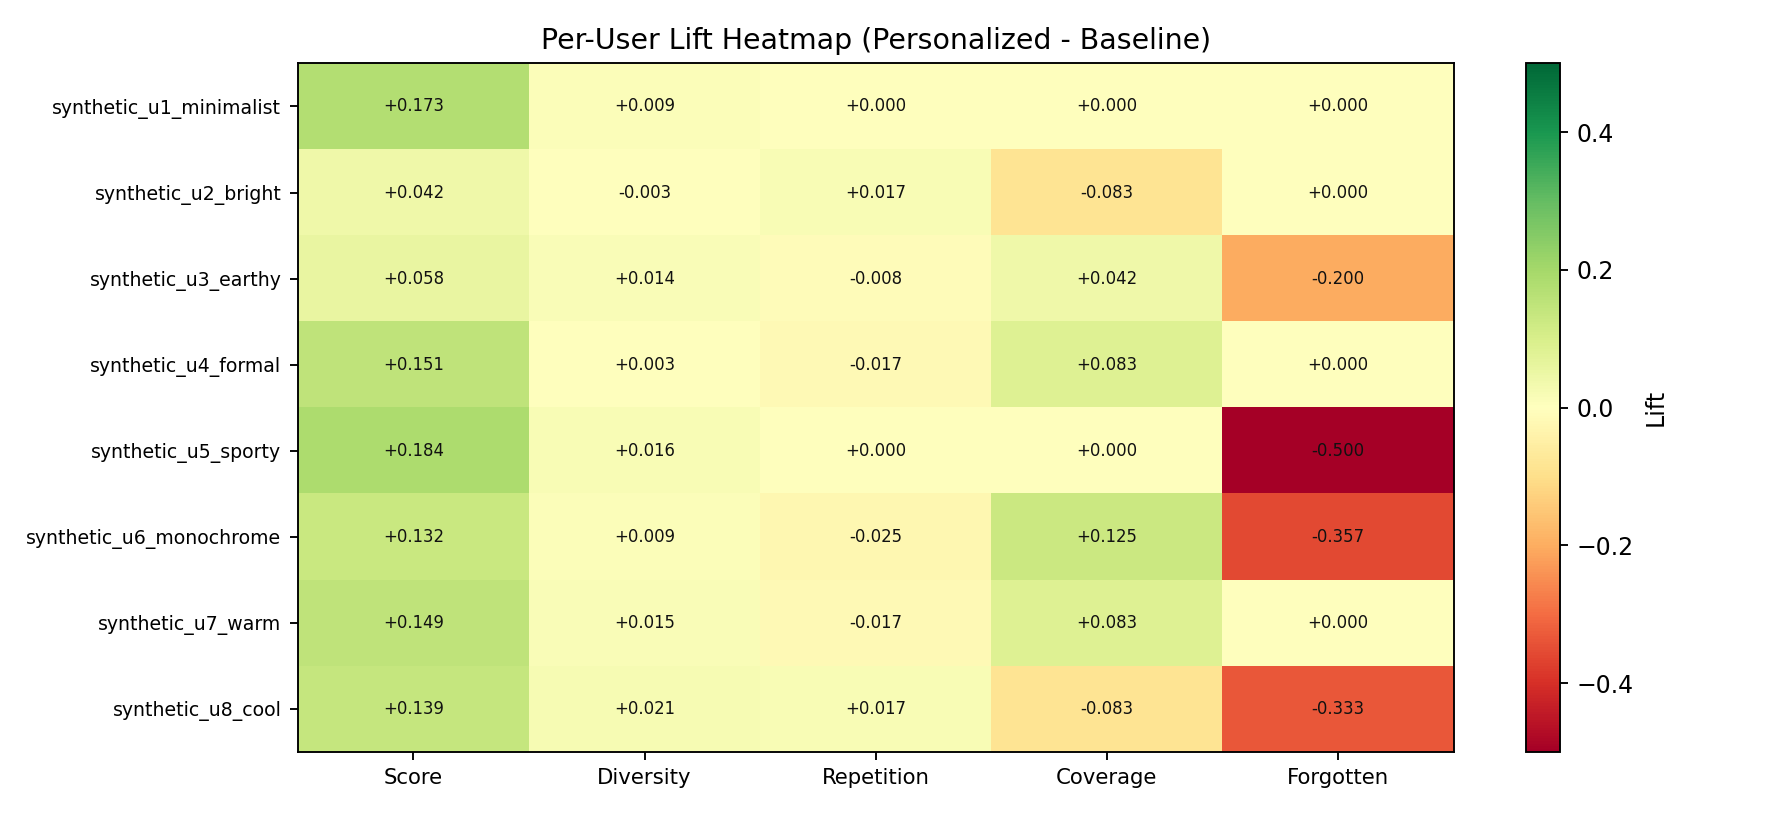 Per-User Lift Heatmap (Personalized - Baseline)
synthetic_u1_minimalist +0.173 +0.009 +0.000 +0.000 +0.000
synthetic_u2_bright +0.042 -0.003 +0.017 -0.083 +0.000
synthetic_u3_earthy +0.058 +0.014 -0.008 +0.042 -0.200
synthetic_u4_formal +0.151 +0.003 -0.017 +0.083 +0.000
synthetic_u5_sporty +0.184 +0.016 +0.000 +0.000 -0.500
synthetic_u6_monochrome +0.132 +0.009 -0.025 +0.125 -0.357
synthetic_u7_warm +0.149 +0.015 -0.017 +0.083 +0.000
synthetic_u8_cool +0.139 +0.021 +0.017 -0.083 -0.333
Score Diversity Repetition Coverage Forgotten
0.4
0.2
0.0
−0.2
−0.4
Lift